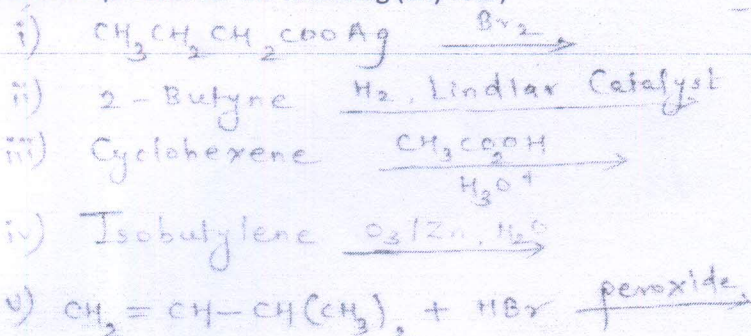 i) CH₃CH₂CH₂COOAg Br₂ →
ii) 2-Butyne H₂, Lindlar Catalyst →
iii) Cyclohexene CH₃CO₂OH →
H₃O⁺
iv) Isobutylene O₃/Zn, H₂O →
v) CH₂ = CH – CH(CH₃)₂ + HBr peroxide →